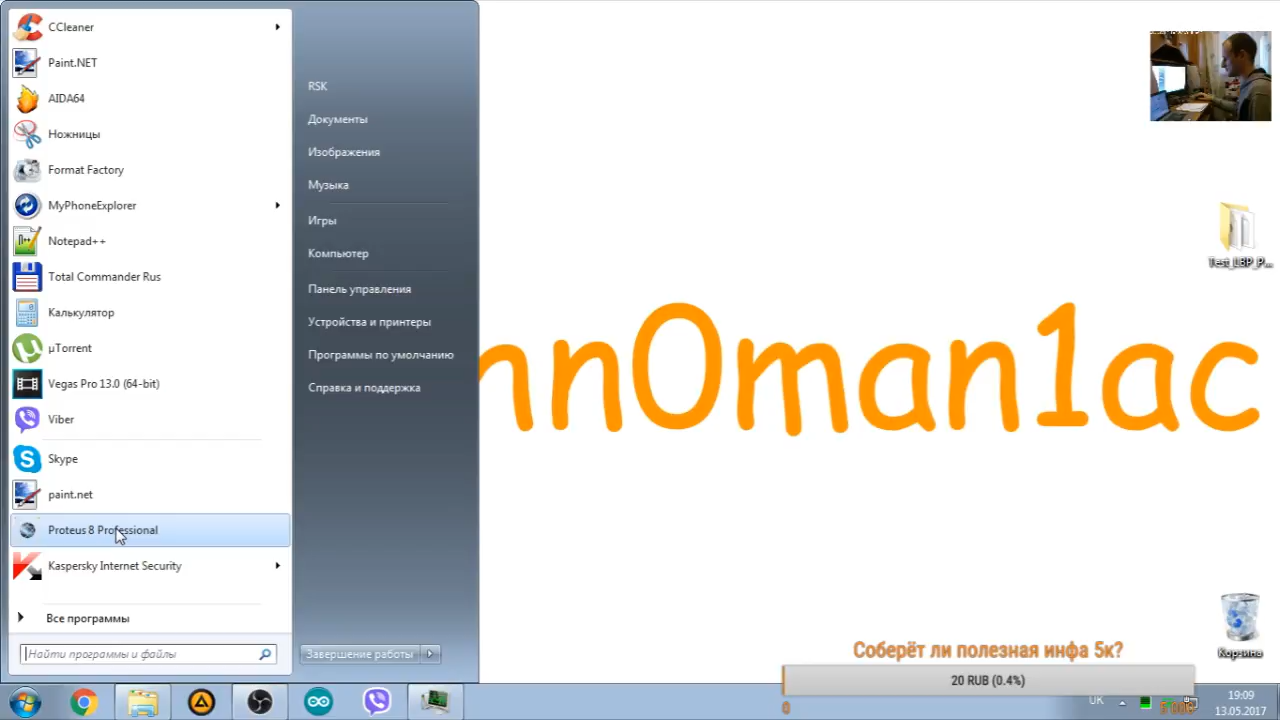 CCleaner
Paint.NET
AIDA64
Ножницы
Format Factory
MyPhoneExplorer
Notepad++
Total Commander Rus
Калькулятор
µTorrent
Vegas Pro 13.0 (64-bit)
Viber
Skype
paint.net
Proteus 8 Professional
Kaspersky Internet Security
Все программы
Найти программы и файлы
RSK
Документы
Изображения
Музыка
Игры
Компьютер
Панель управления
Устройства и принтеры
Программы по умолчанию
Справка и поддержка
Завершение работы
nn0man1ac
Test_LBP_P...
Корзина
Соберёт ли полезная инфа 5к?
20 RUB (0.4%)
0
UK
19:09
13.05.2017